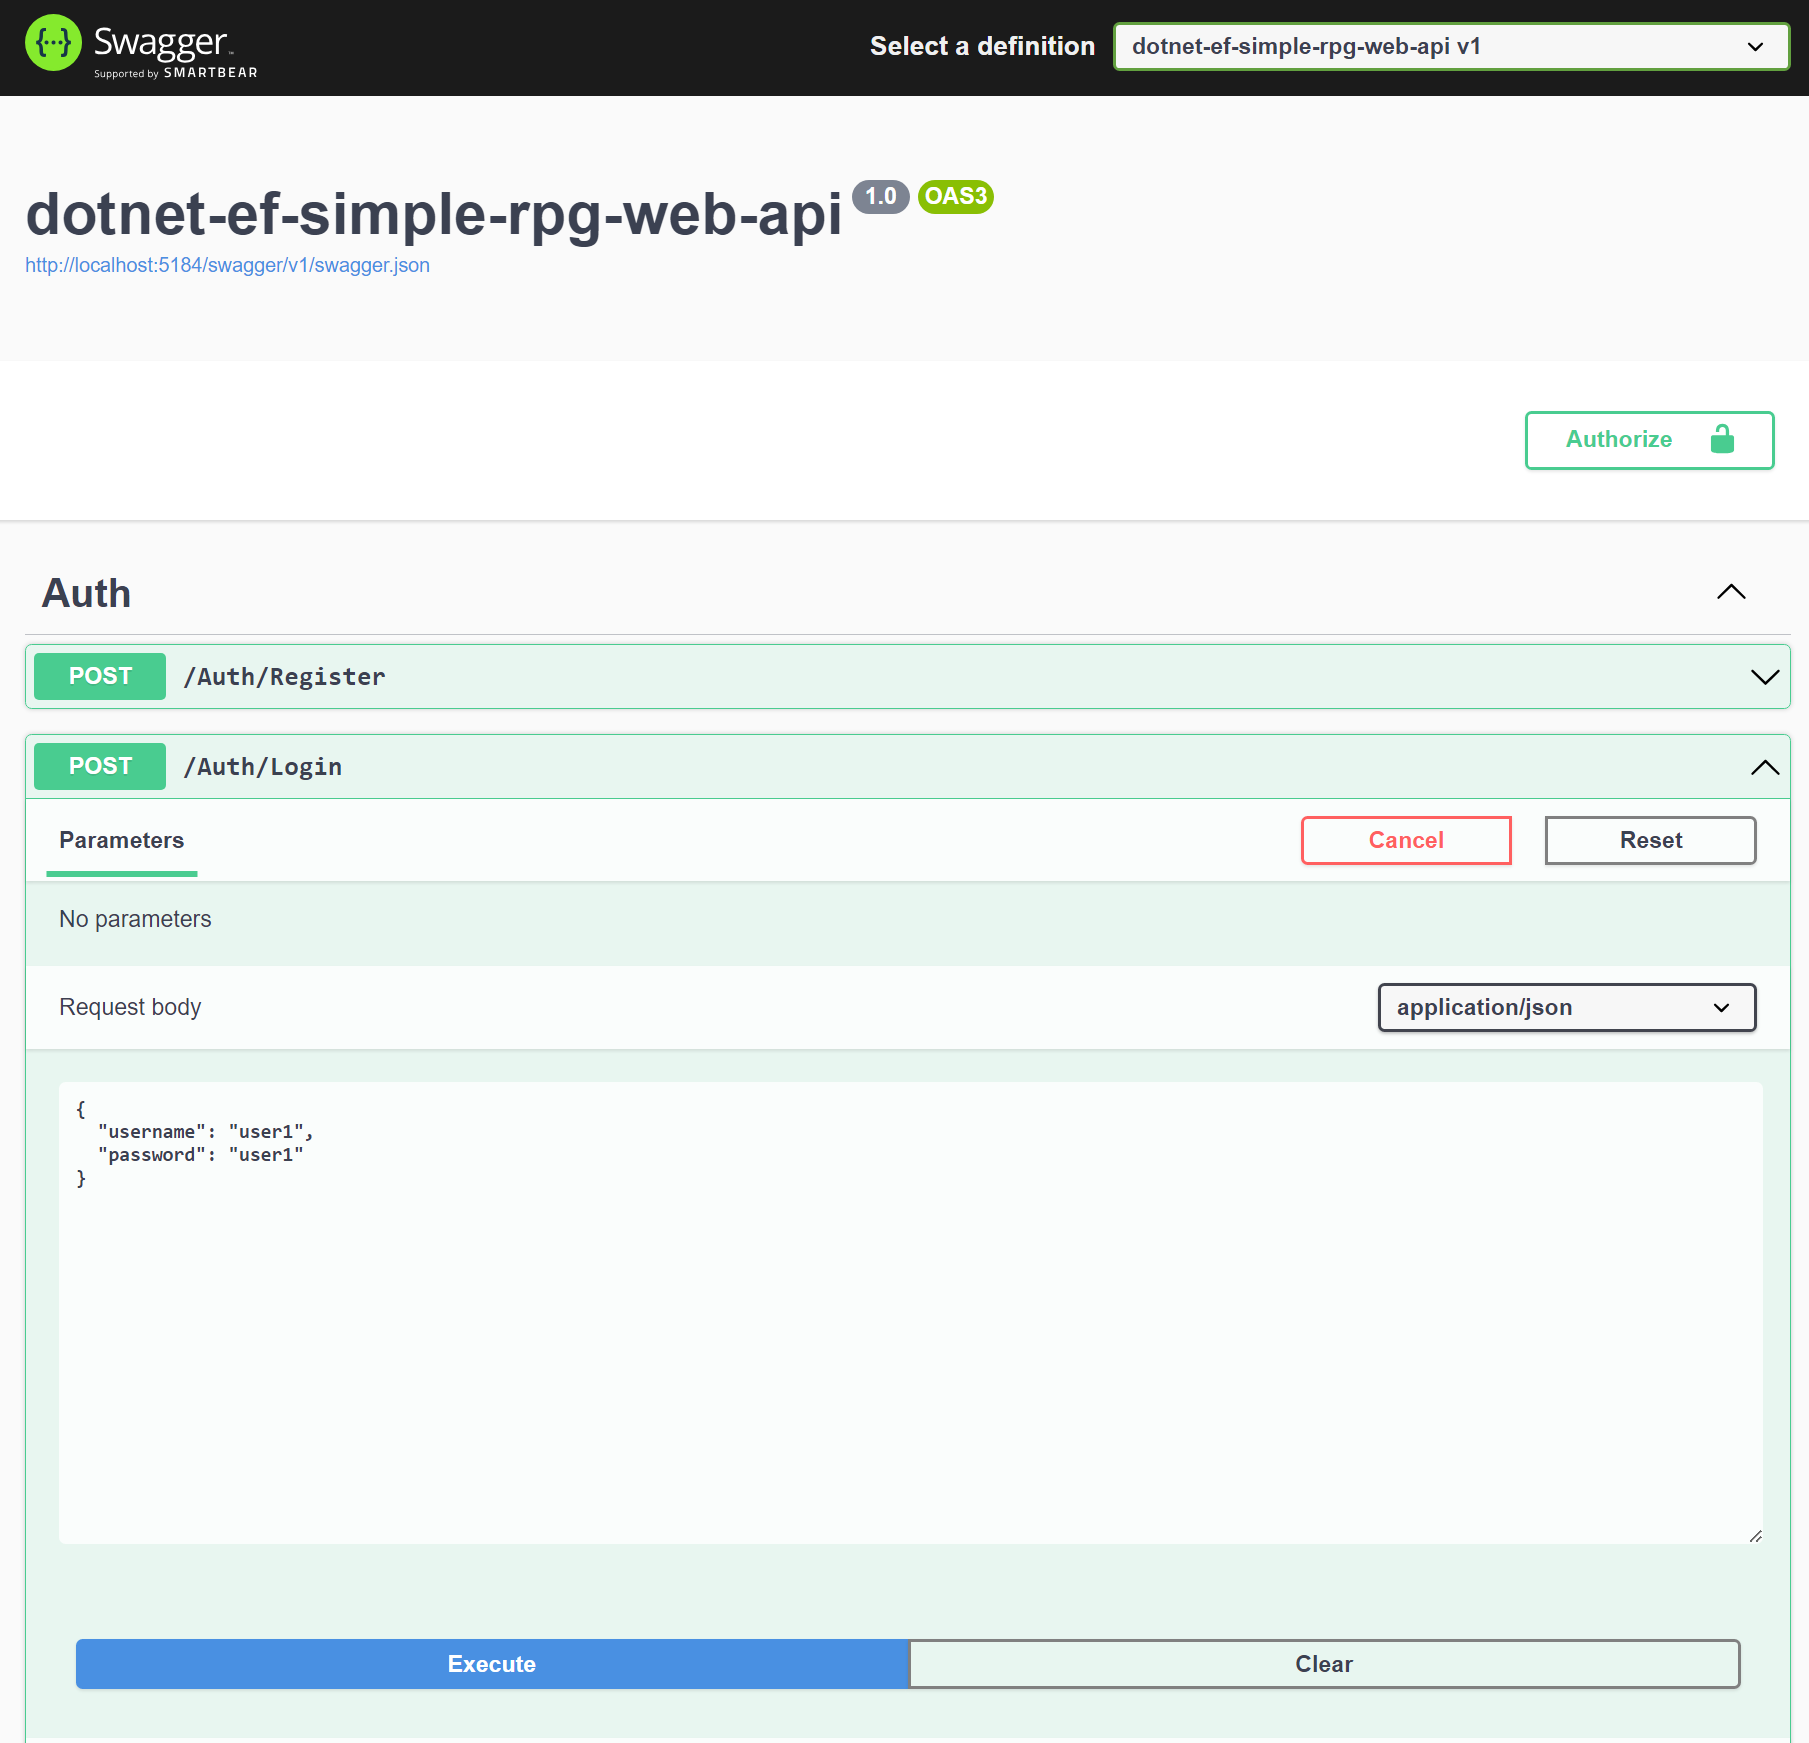 Swagger™
Supported by SMARTBEAR
Select a definition
dotnet-ef-simple-rpg-web-api v1
dotnet-ef-simple-rpg-web-api 1.0 OAS3
http://localhost:5184/swagger/v1/swagger.json
Authorize
Auth
POST /Auth/Register
POST /Auth/Login
Parameters
Cancel
Reset
No parameters
Request body
application/json
{
  "username": "user1",
  "password": "user1"
}
Execute
Clear